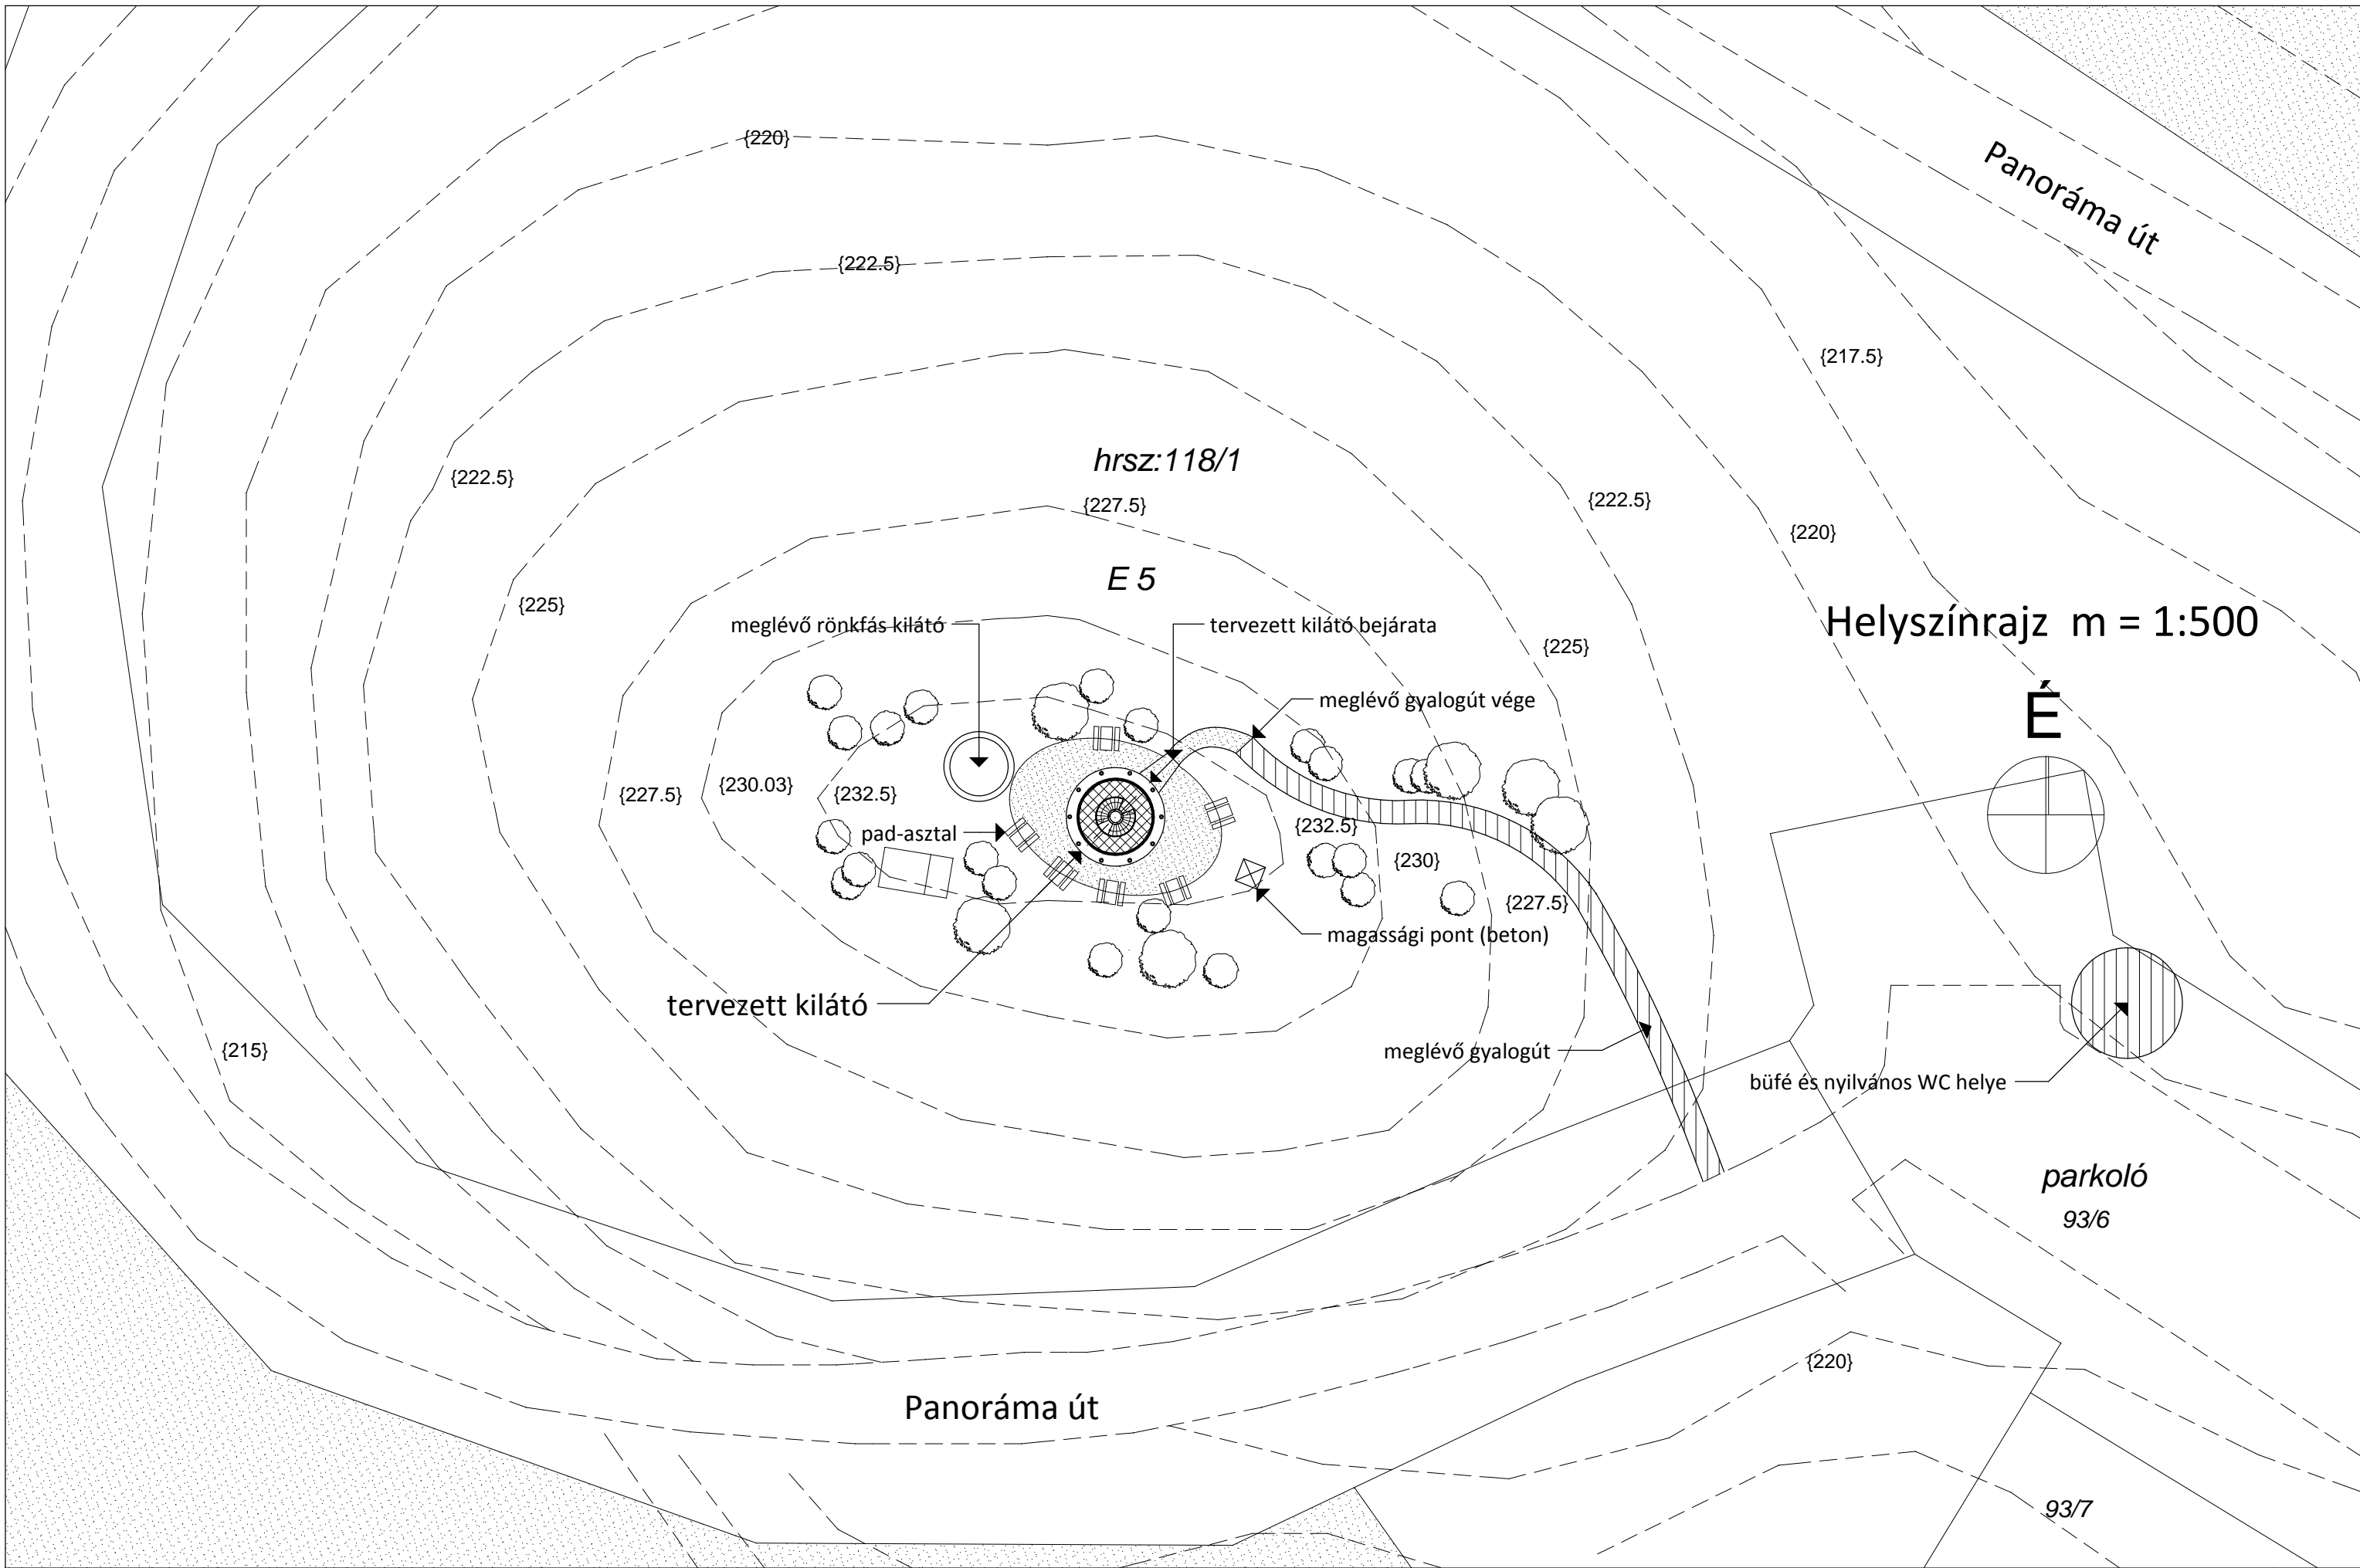 {220}
Panoráma út
{222.5}
{217.5}
hrsz:118/1
{222.5}
{227.5}
{222.5}
{220}
E 5
{225}
Helyszínrajz m = 1:500
meglévő rönkfás kilátó
tervezett kilátó bejárata
{225}
meglévő gyalogút vége
É
{227.5}
{230.03}
{232.5}
{232.5}
pad-asztal
{230}
{227.5}
magassági pont (beton)
tervezett kilátó
{215}
meglévő gyalogút
büfé és nyilvános WC helye
parkoló
93/6
{220}
Panoráma út
93/7